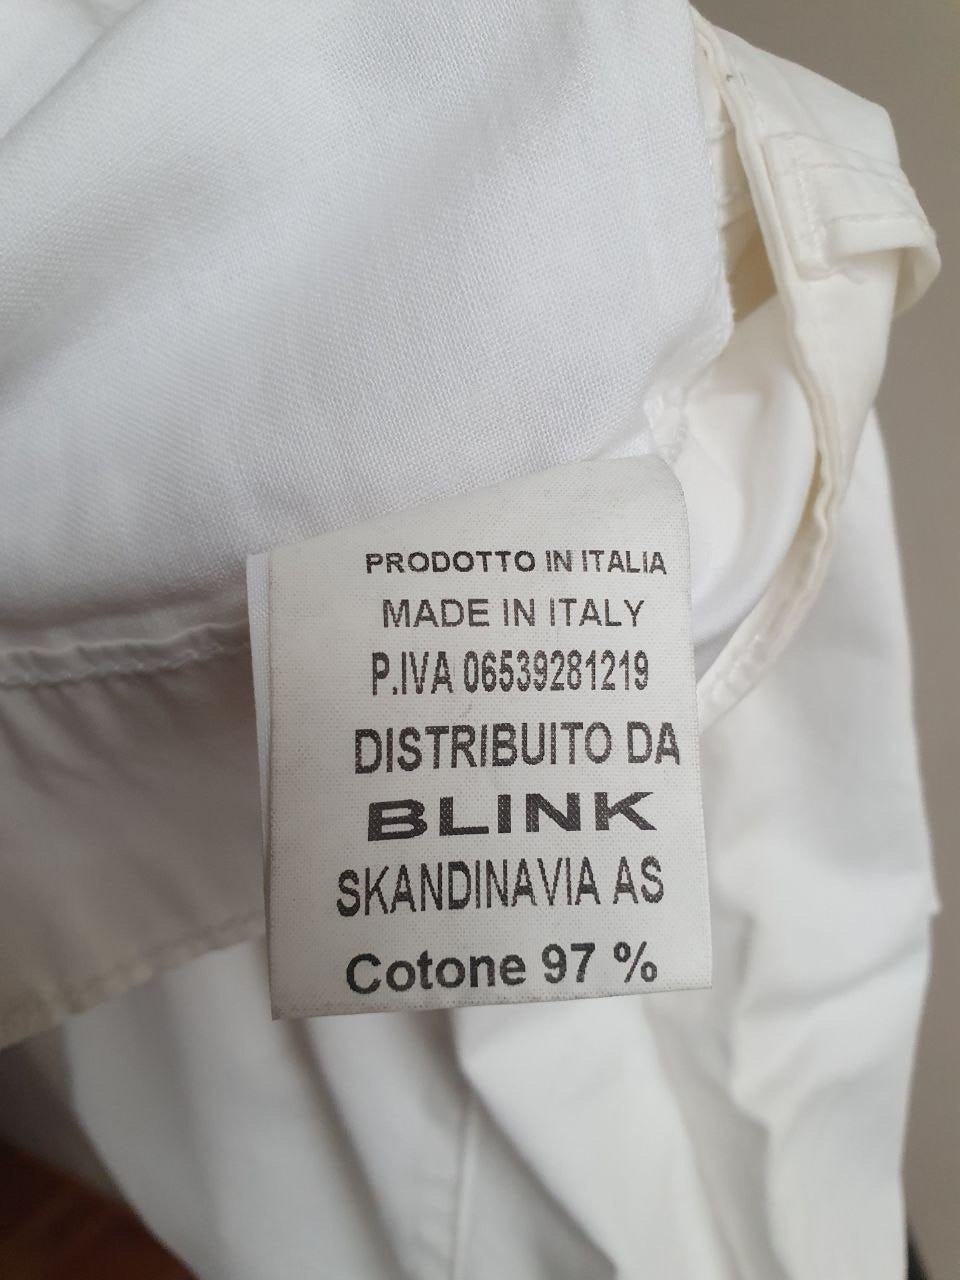 PRODOTTO IN ITALIA
MADE IN ITALY
P.IVA 06539281219
DISTRIBUITO DA
BLINK
SKANDINAVIA AS
Cotone 97 %